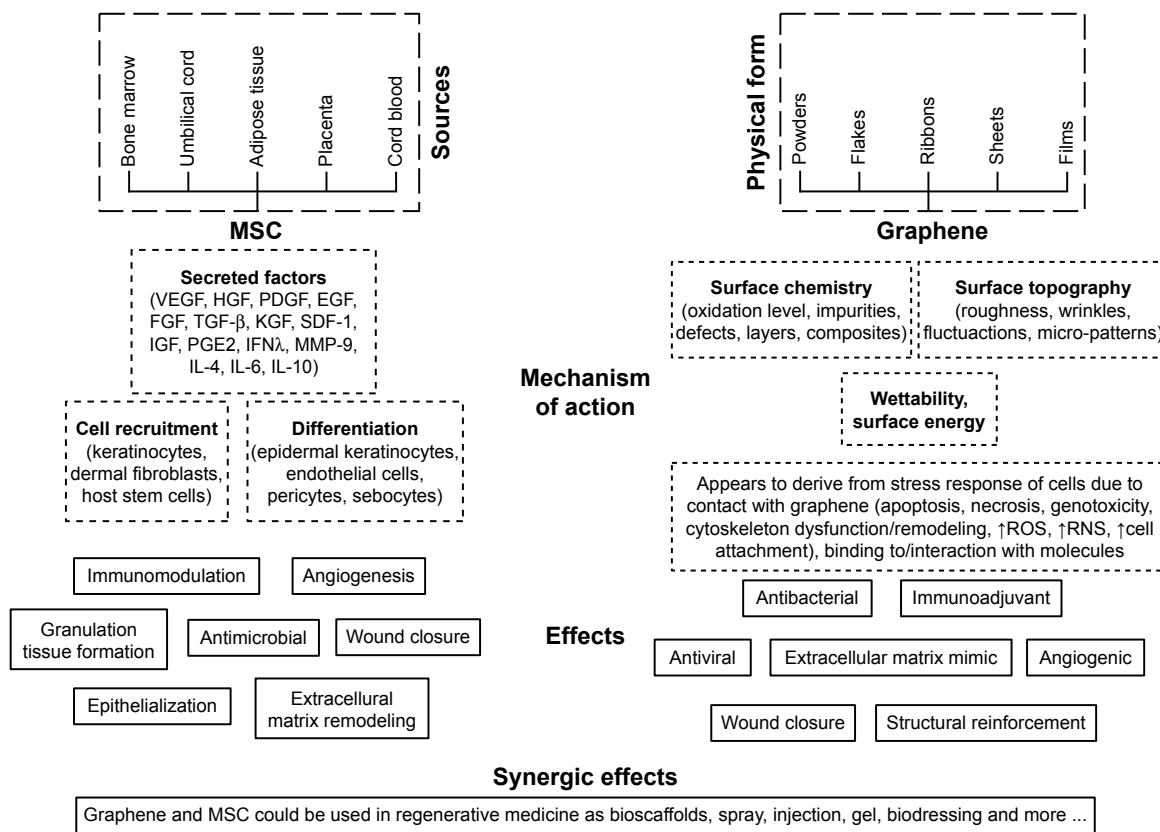 Bone marrow
Umbilical cord
Adipose tissue
Placenta
Cord blood
Sources
MSC
Secreted factors
(VEGF, HGF, PDGF, EGF,
FGF, TGF-β, KGF, SDF-1,
IGF, PGE2, IFNλ, MMP-9,
IL-4, IL-6, IL-10)
Cell recruitment
(keratinocytes,
dermal fibroblasts,
host stem cells)
Differentiation
(epidermal keratinocytes,
endothelial cells,
pericytes, sebocytes)
Immunomodulation
Angiogenesis
Granulation
tissue formation
Antimicrobial
Wound closure
Epithelialization
Extracellural
matrix remodeling
Mechanism
of action
Effects
Physical form
Powders
Flakes
Ribbons
Sheets
Films
Graphene
Surface chemistry
(oxidation level, impurities,
defects, layers, composites)
Surface topography
(roughness, wrinkles,
fluctuactions, micro-patterns)
Wettability,
surface energy
Appears to derive from stress response of cells due to
contact with graphene (apoptosis, necrosis, genotoxicity,
cytoskeleton dysfunction/remodeling, ↑ROS, ↑RNS, ↑cell
attachment), binding to/interaction with molecules
Antibacterial
Immunoadjuvant
Antiviral
Extracellular matrix mimic
Angiogenic
Wound closure
Structural reinforcement
Synergic effects
Graphene and MSC could be used in regenerative medicine as bioscaffolds, spray, injection, gel, biodressing and more ...